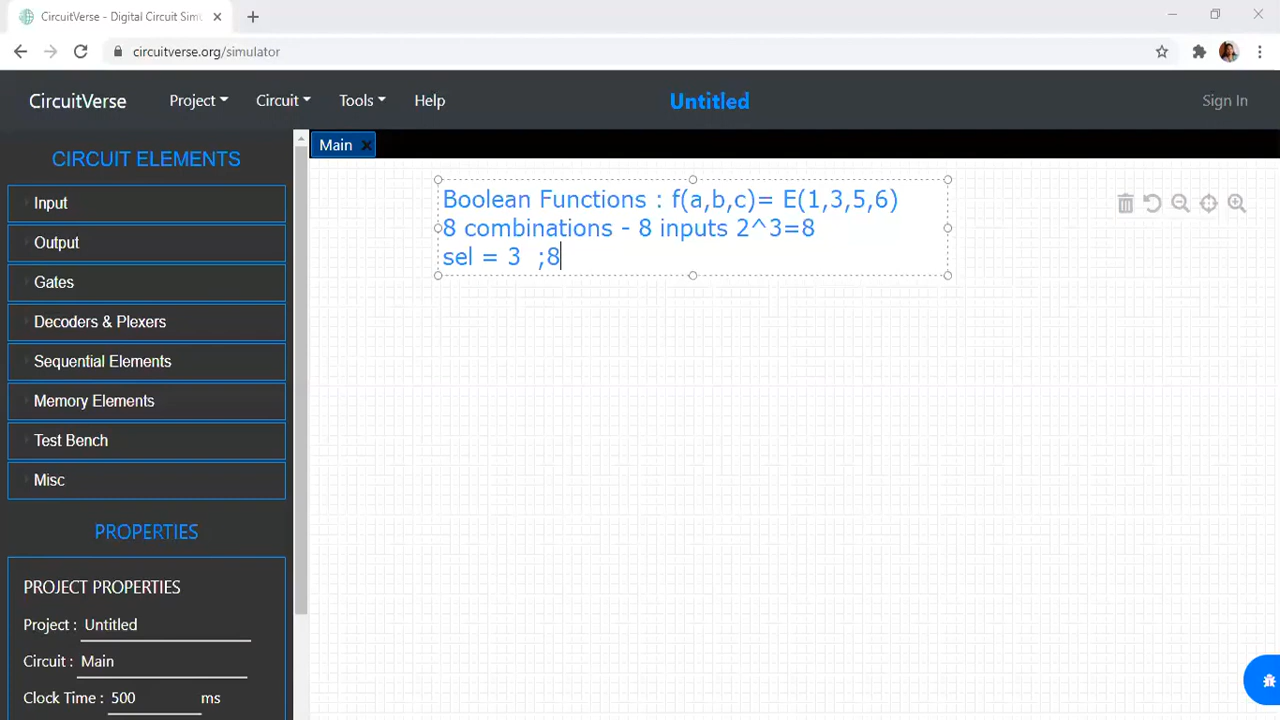 CircuitVerse - Digital Circuit Simu
circuitverse.org/simulator
CircuitVerse
Project
Circuit
Tools
Help
Untitled
Sign In
CIRCUIT ELEMENTS
Input
Output
Gates
Decoders & Plexers
Sequential Elements
Memory Elements
Test Bench
Misc
PROPERTIES
PROJECT PROPERTIES
Project : Untitled
Circuit : Main
Clock Time : 500 ms
Main
Boolean Functions : f(a,b,c)= E(1,3,5,6)
8 combinations - 8 inputs 2^3=8
sel = 3 ;8